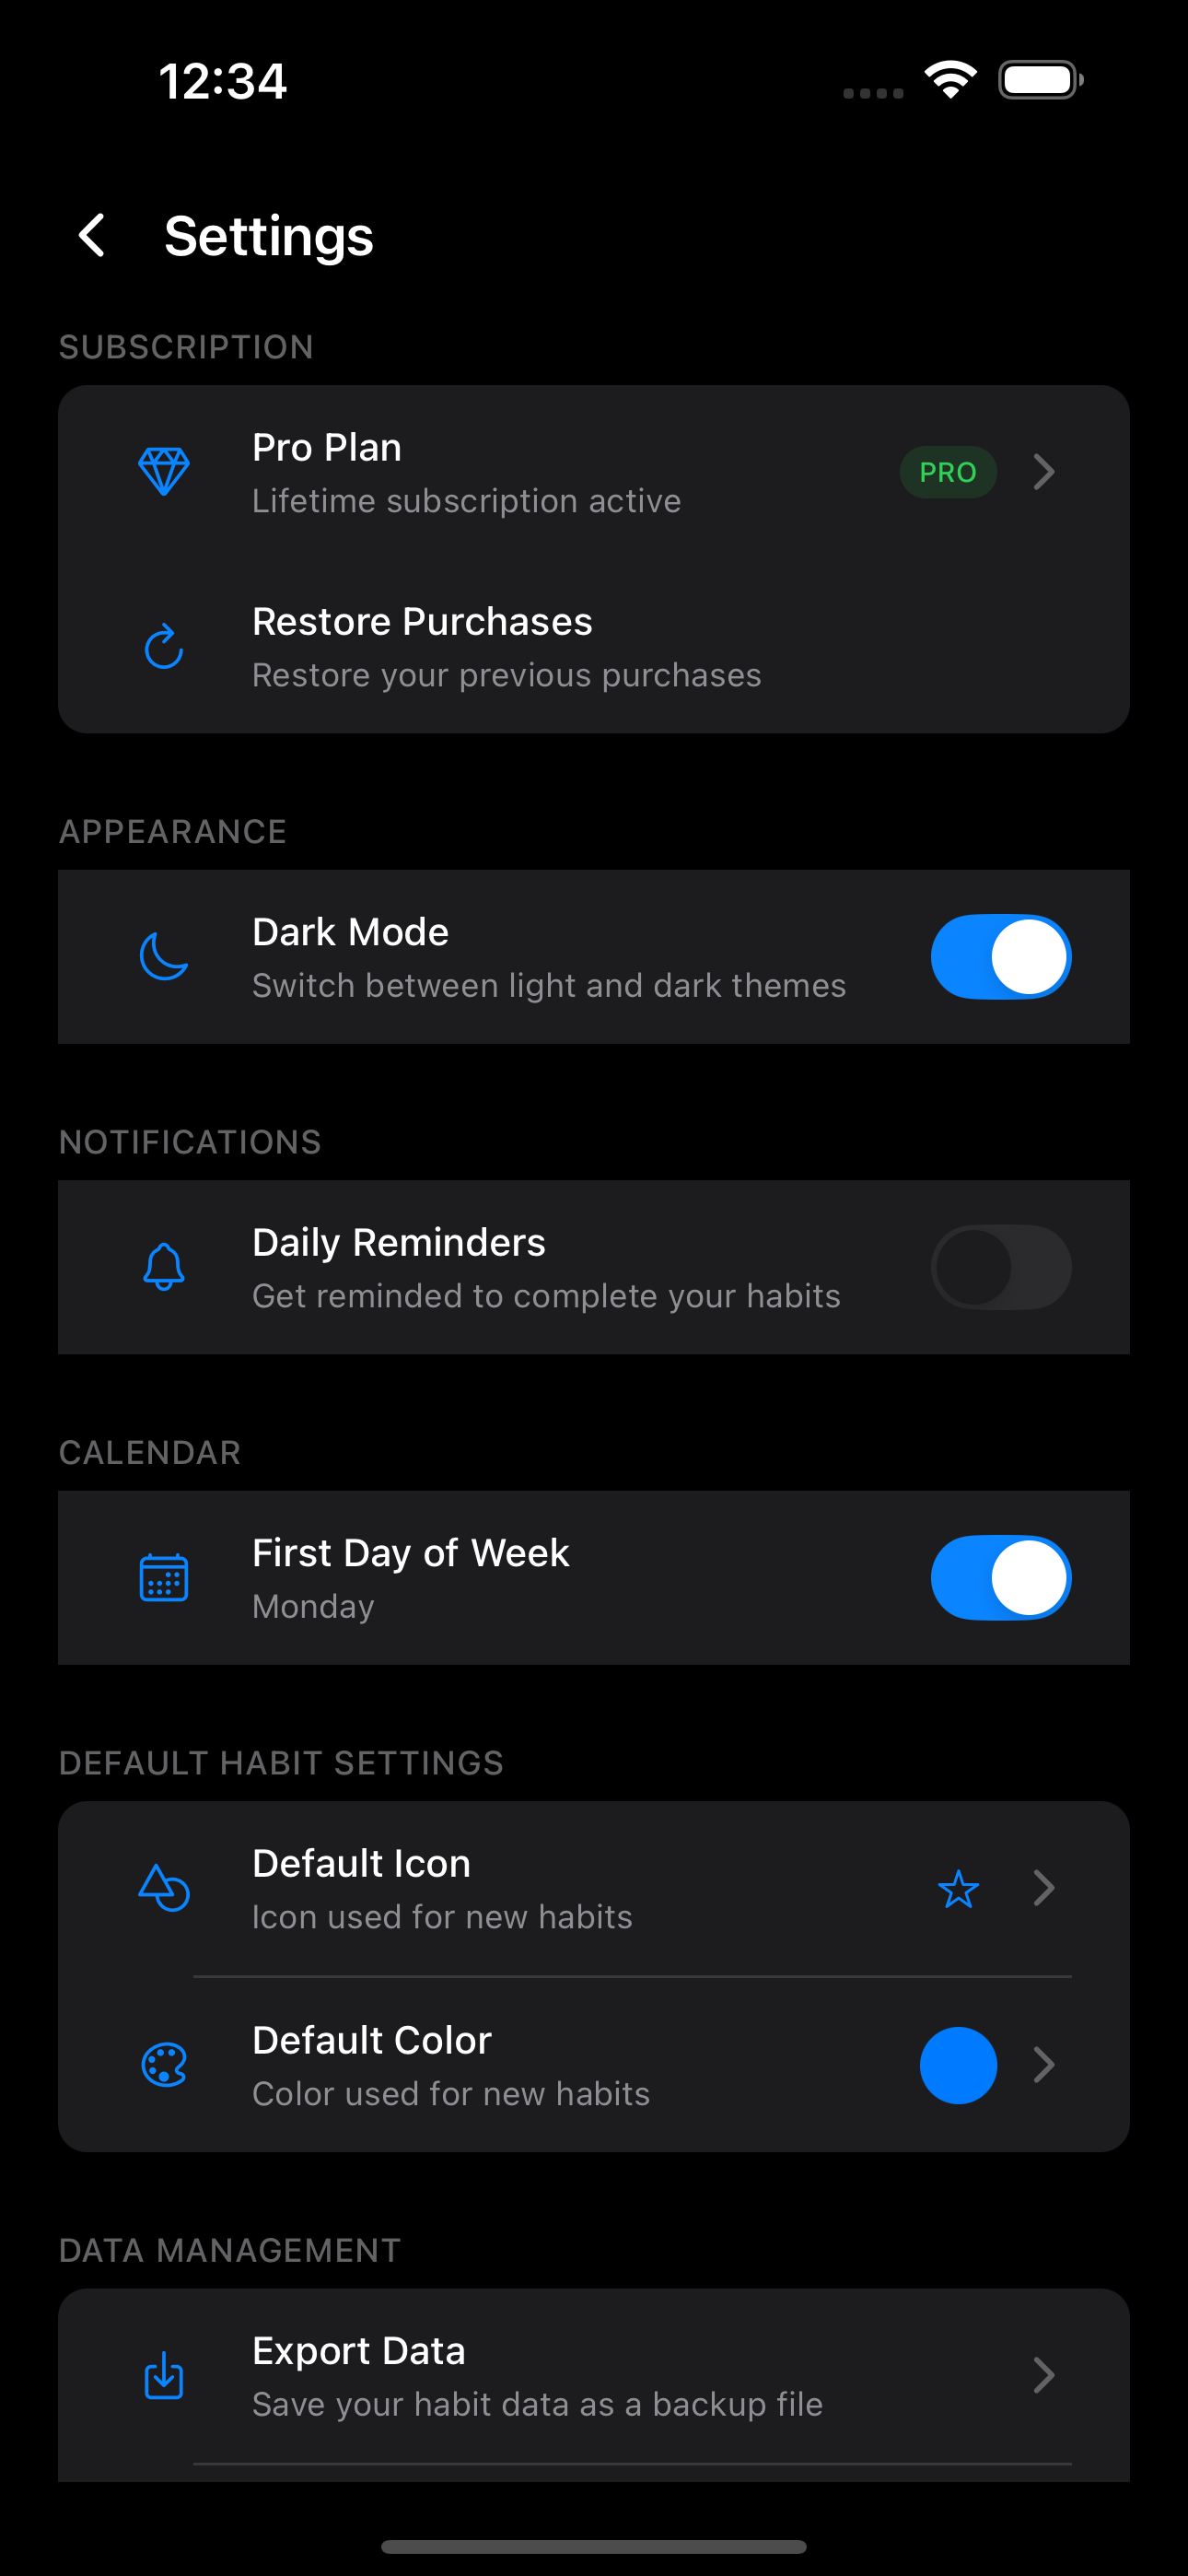 12:34
Settings
SUBSCRIPTION
Pro Plan
Lifetime subscription active
PRO
Restore Purchases
Restore your previous purchases
APPEARANCE
Dark Mode
Switch between light and dark themes
NOTIFICATIONS
Daily Reminders
Get reminded to complete your habits
CALENDAR
First Day of Week
Monday
DEFAULT HABIT SETTINGS
Default Icon
Icon used for new habits
Default Color
Color used for new habits
DATA MANAGEMENT
Export Data
Save your habit data as a backup file